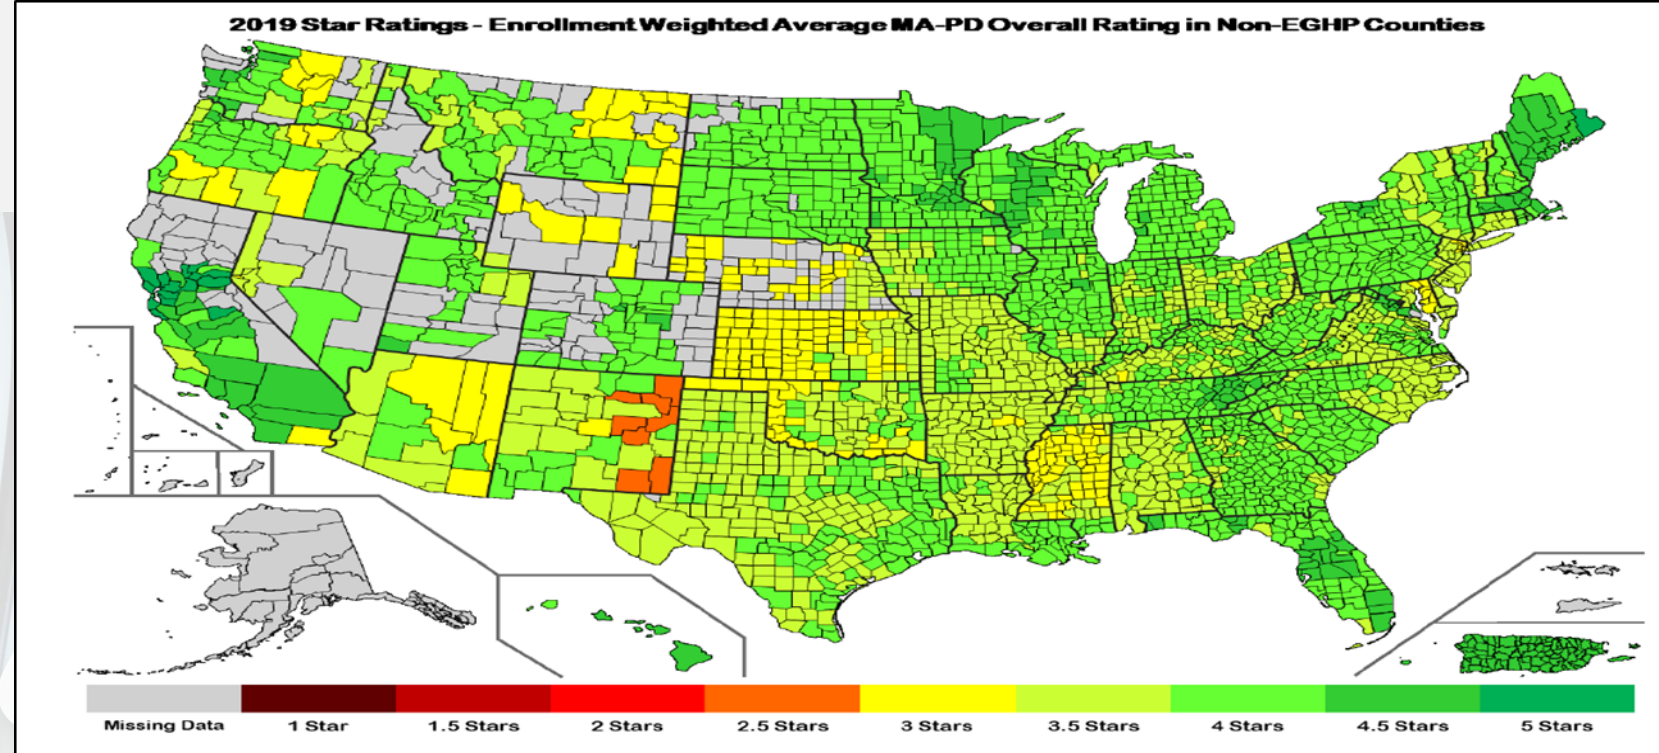 2019 Star Ratings - Enrollment Weighted Average MA-PD Overall Rating in Non-EGHP Counties
Missing Data 1 Star 1.5 Stars 2 Stars 2.5 Stars 3 Stars 3.5 Stars 4 Stars 4.5 Stars 5 Stars